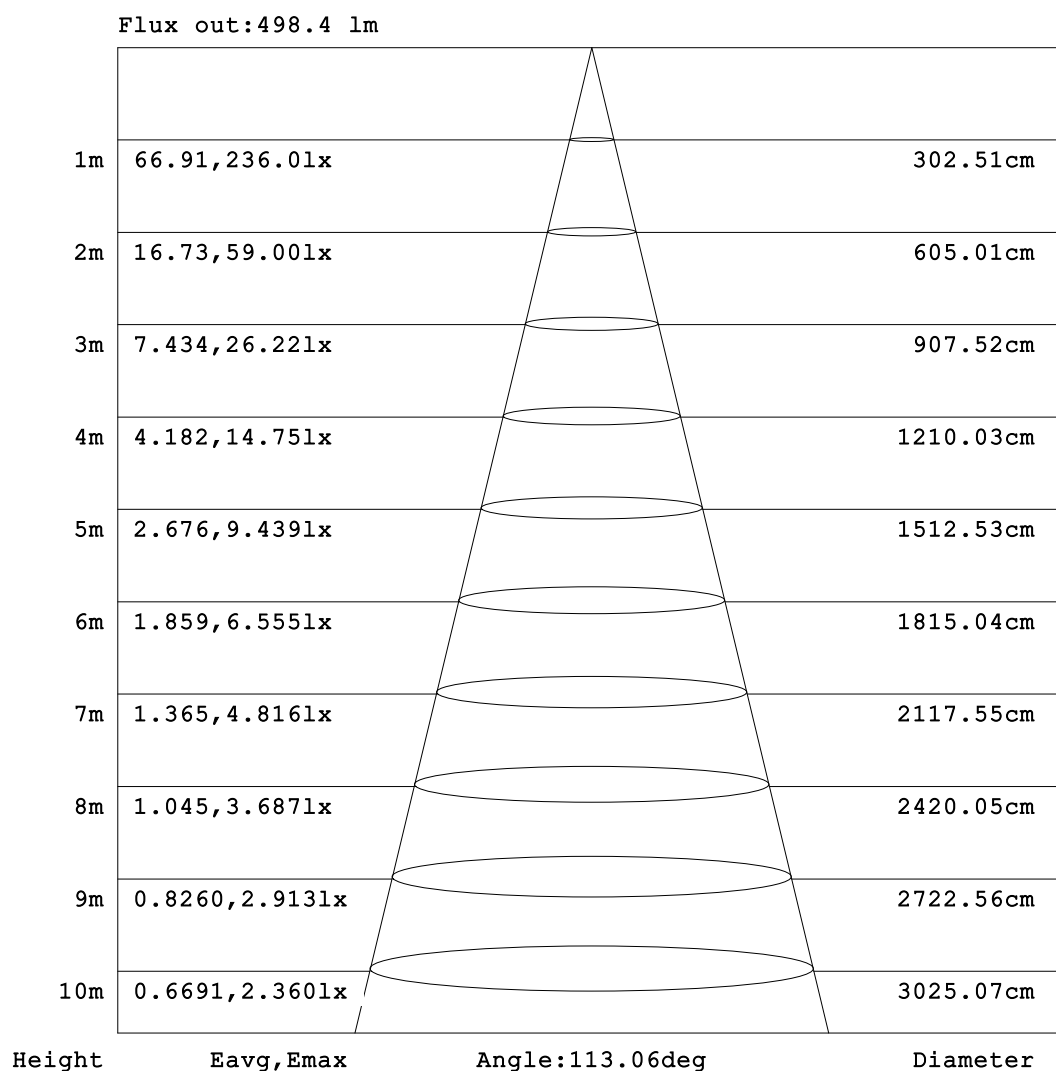 Flux out:498.4 lm
1m 66.91,236.0lx 302.51cm
2m 16.73,59.00lx 605.01cm
3m 7.434,26.22lx 907.52cm
4m 4.182,14.75lx 1210.03cm
5m 2.676,9.439lx 1512.53cm
6m 1.859,6.555lx 1815.04cm
7m 1.365,4.816lx 2117.55cm
8m 1.045,3.687lx 2420.05cm
9m 0.8260,2.913lx 2722.56cm
10m 0.6691,2.360lx 3025.07cm
Height Eavg,Emax Angle:113.06deg Diameter